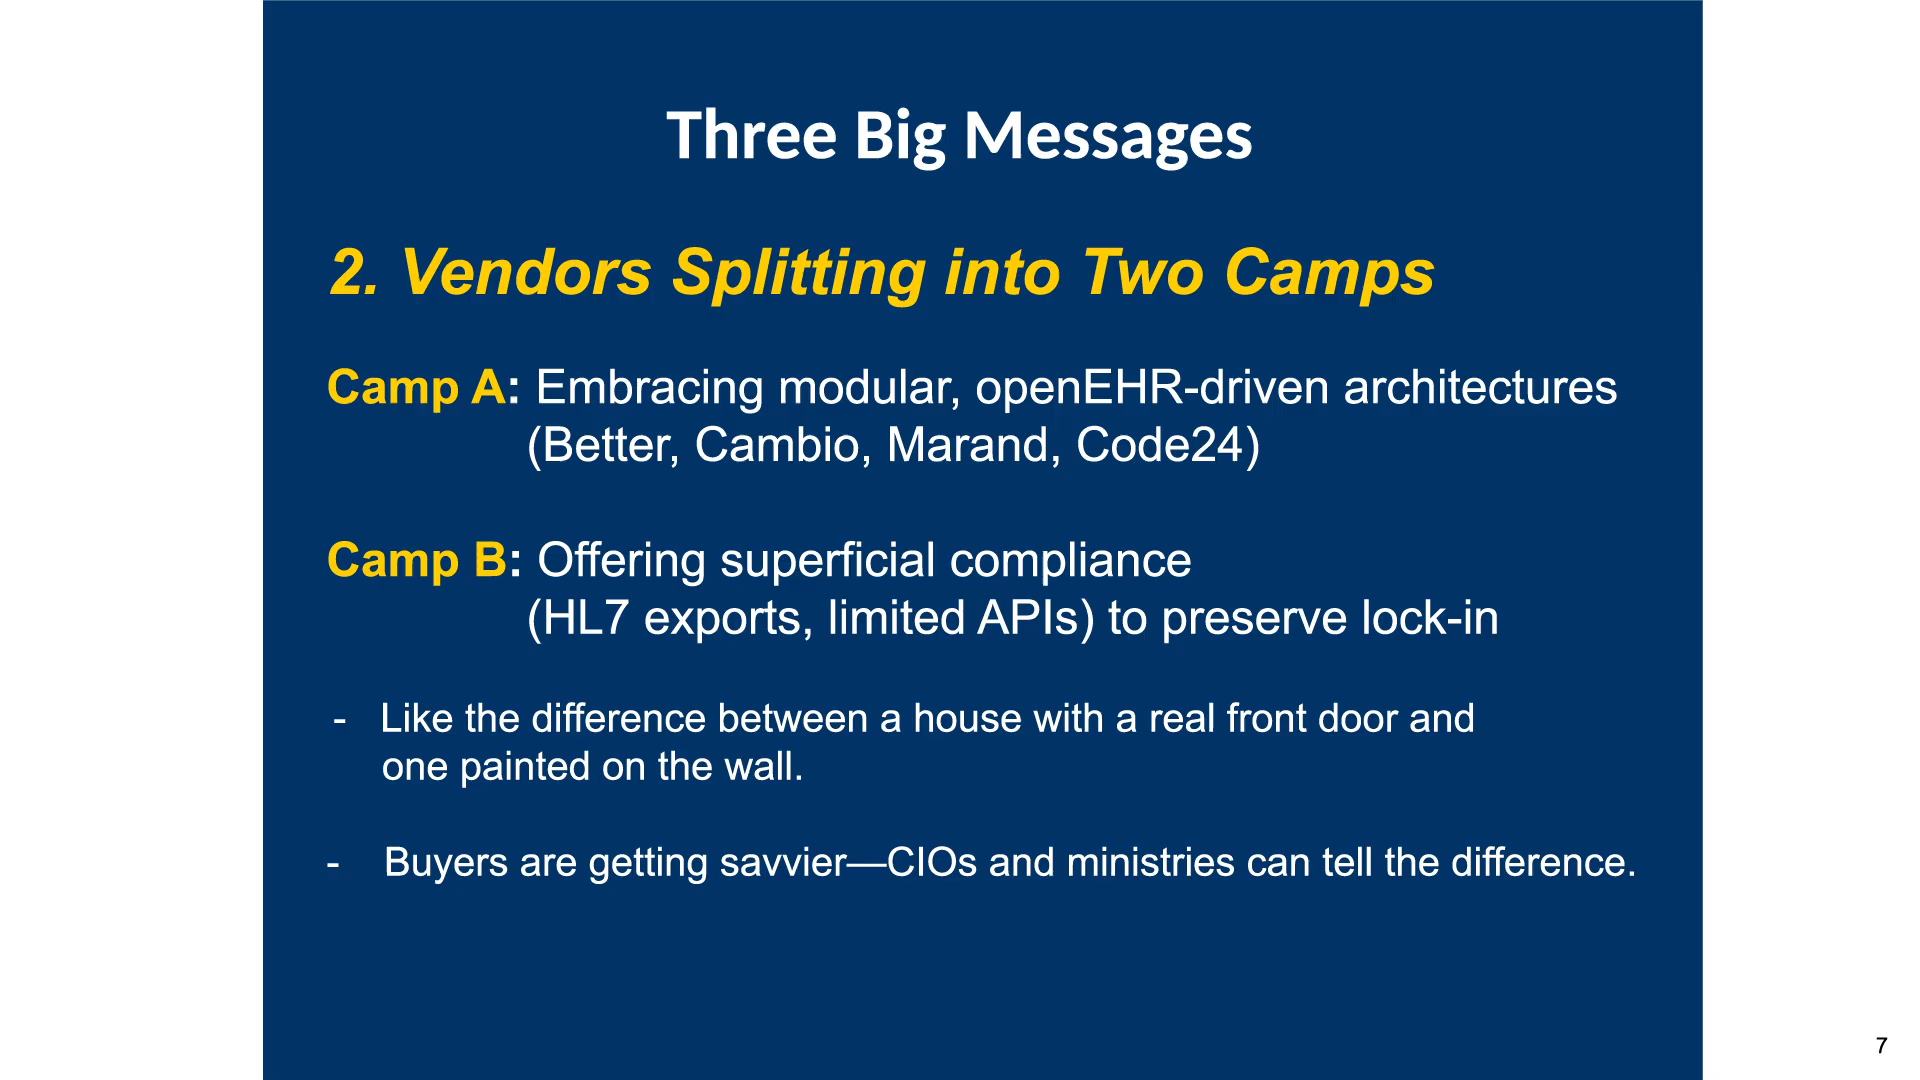 Three Big Messages
2. Vendors Splitting into Two Camps
Camp A: Embracing modular, openEHR-driven architectures
(Better, Cambio, Marand, Code24)
Camp B: Offering superficial compliance
(HL7 exports, limited APIs) to preserve lock-in
- Like the difference between a house with a real front door and
one painted on the wall.
- Buyers are getting savvier—CIOs and ministries can tell the difference.
7